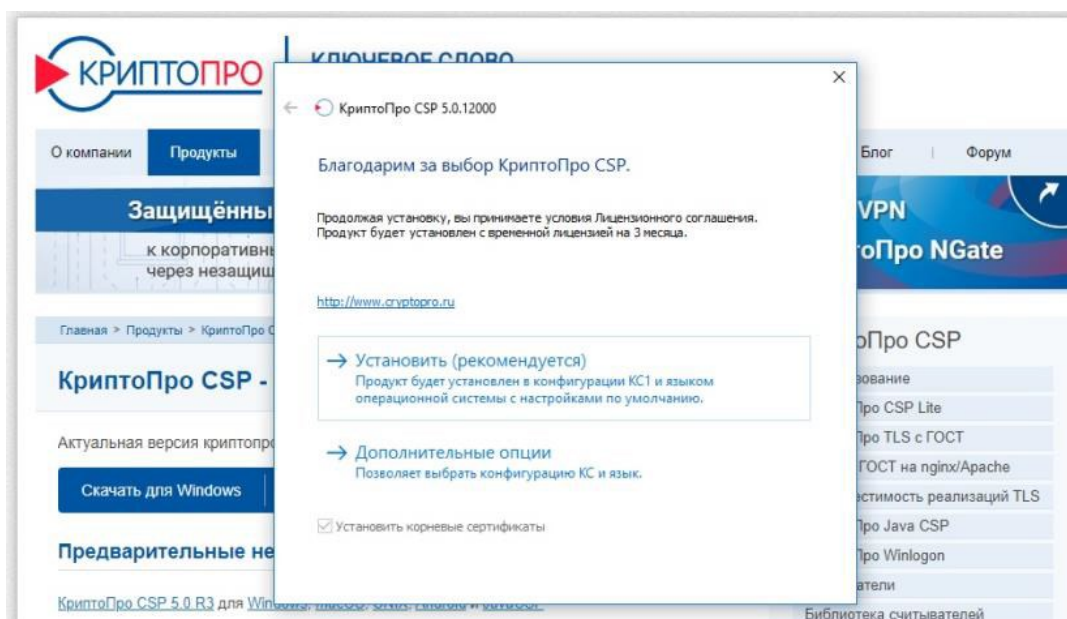 КРИПТОПРО
КЛЮЧЕВОЕ СЛОВО
О компании
Продукты
Блог
Форум
Защищённы
к корпоративн
через незащищ
VPN
оПро NGate
Главная > Продукты > КриптоПро C
КриптоПро CSP -
Актуальная версия криптопро
Скачать для Windows
Предварительные не
КриптоПро CSP 5.0 R3 для
КриптоПро CSP 5.0.12000
Благодарим за выбор КриптоПро CSP.
Продолжая установку, вы принимаете условия Лицензионного соглашения.
Продукт будет установлен с временной лицензией на 3 месяца.
http://www.cryptopro.ru
Установить (рекомендуется)
Продукт будет установлен в конфигурации КС1 и языком
операционной системы с настройками по умолчанию.
Дополнительные опции
Позволяет выбрать конфигурацию КС и язык.
Установить корневые сертификаты
оПро CSP
зование
Про CSP Lite
Про TLS с ГОСТ
ГОСТ на nginx/Apache
естимость реализаций TLS
Про Java CSP
Про Winlogon
атели
Библиотека считывателей